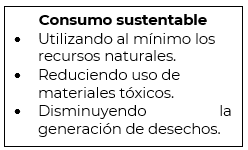 Consumo sustentable
• Utilizando al mínimo los
recursos naturales.
• Reduciendo uso de
materiales tóxicos.
• Disminuyendo la
generación de desechos.